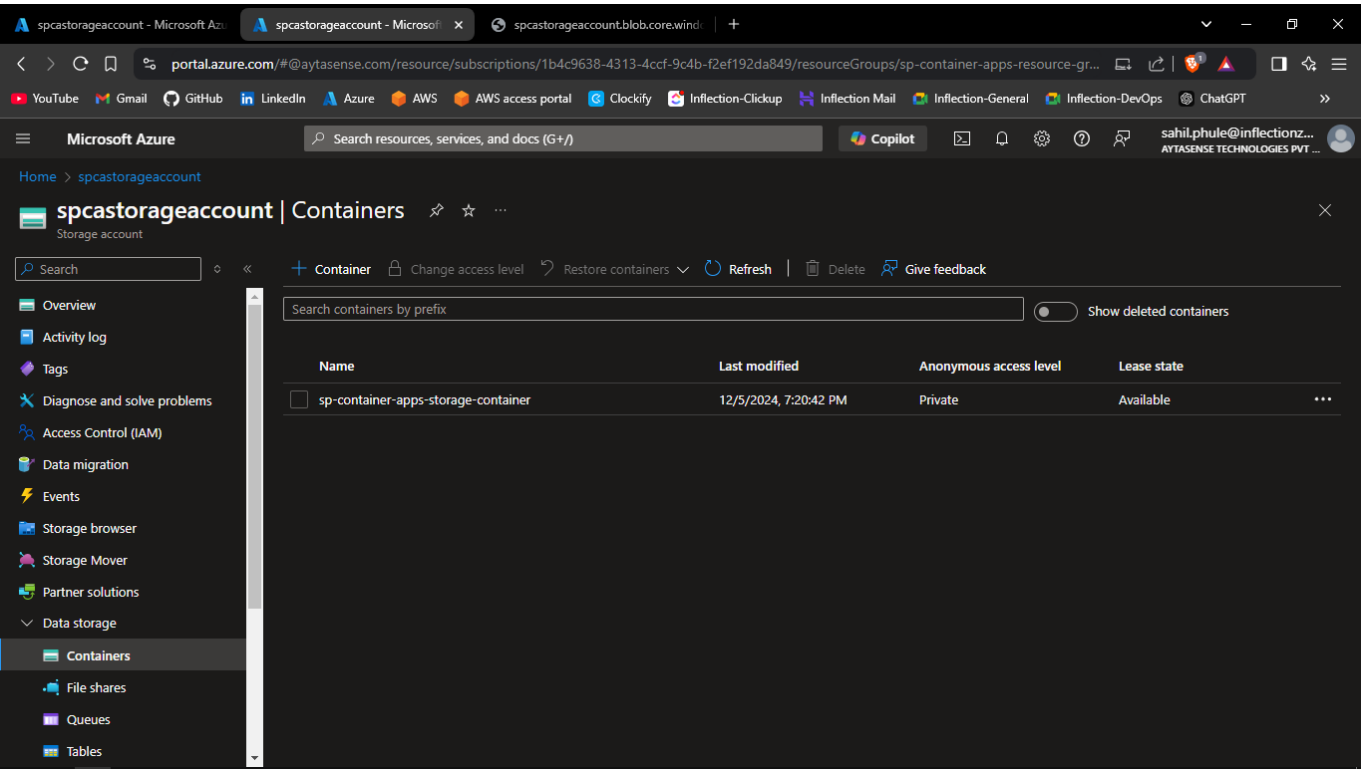 spcastorageaccount - Microsoft Azu
spcastorageaccount - Microsoft
spcastorageaccount.blob.core.windo
portal.azure.com/#@aytasense.com/resource/subscriptions/1b4c9638-4313-4ccf-9c4b-f2ef192da849/resourceGroups/sp-container-apps-resource-gr...
YouTube Gmail GitHub LinkedIn Azure AWS AWS access portal Clockify Inflection-Clickup Inflection Mail Inflection-General Inflection-DevOps ChatGPT
Microsoft Azure
Search resources, services, and docs (G+/)
Copilot
sahil.phule@inflectionz...
AYTASENSE TECHNOLOGIES PVT ...
Home > spcastorageaccount
spcastorageaccount | Containers
Storage account
Search
Container Change access level Restore containers Refresh Delete Give feedback
Overview
Activity log
Tags
Diagnose and solve problems
Access Control (IAM)
Data migration
Events
Storage browser
Storage Mover
Partner solutions
Data storage
Containers
File shares
Queues
Tables
Search containers by prefix
Show deleted containers
Name Last modified Anonymous access level Lease state
sp-container-apps-storage-container 12/5/2024, 7:20:42 PM Private Available